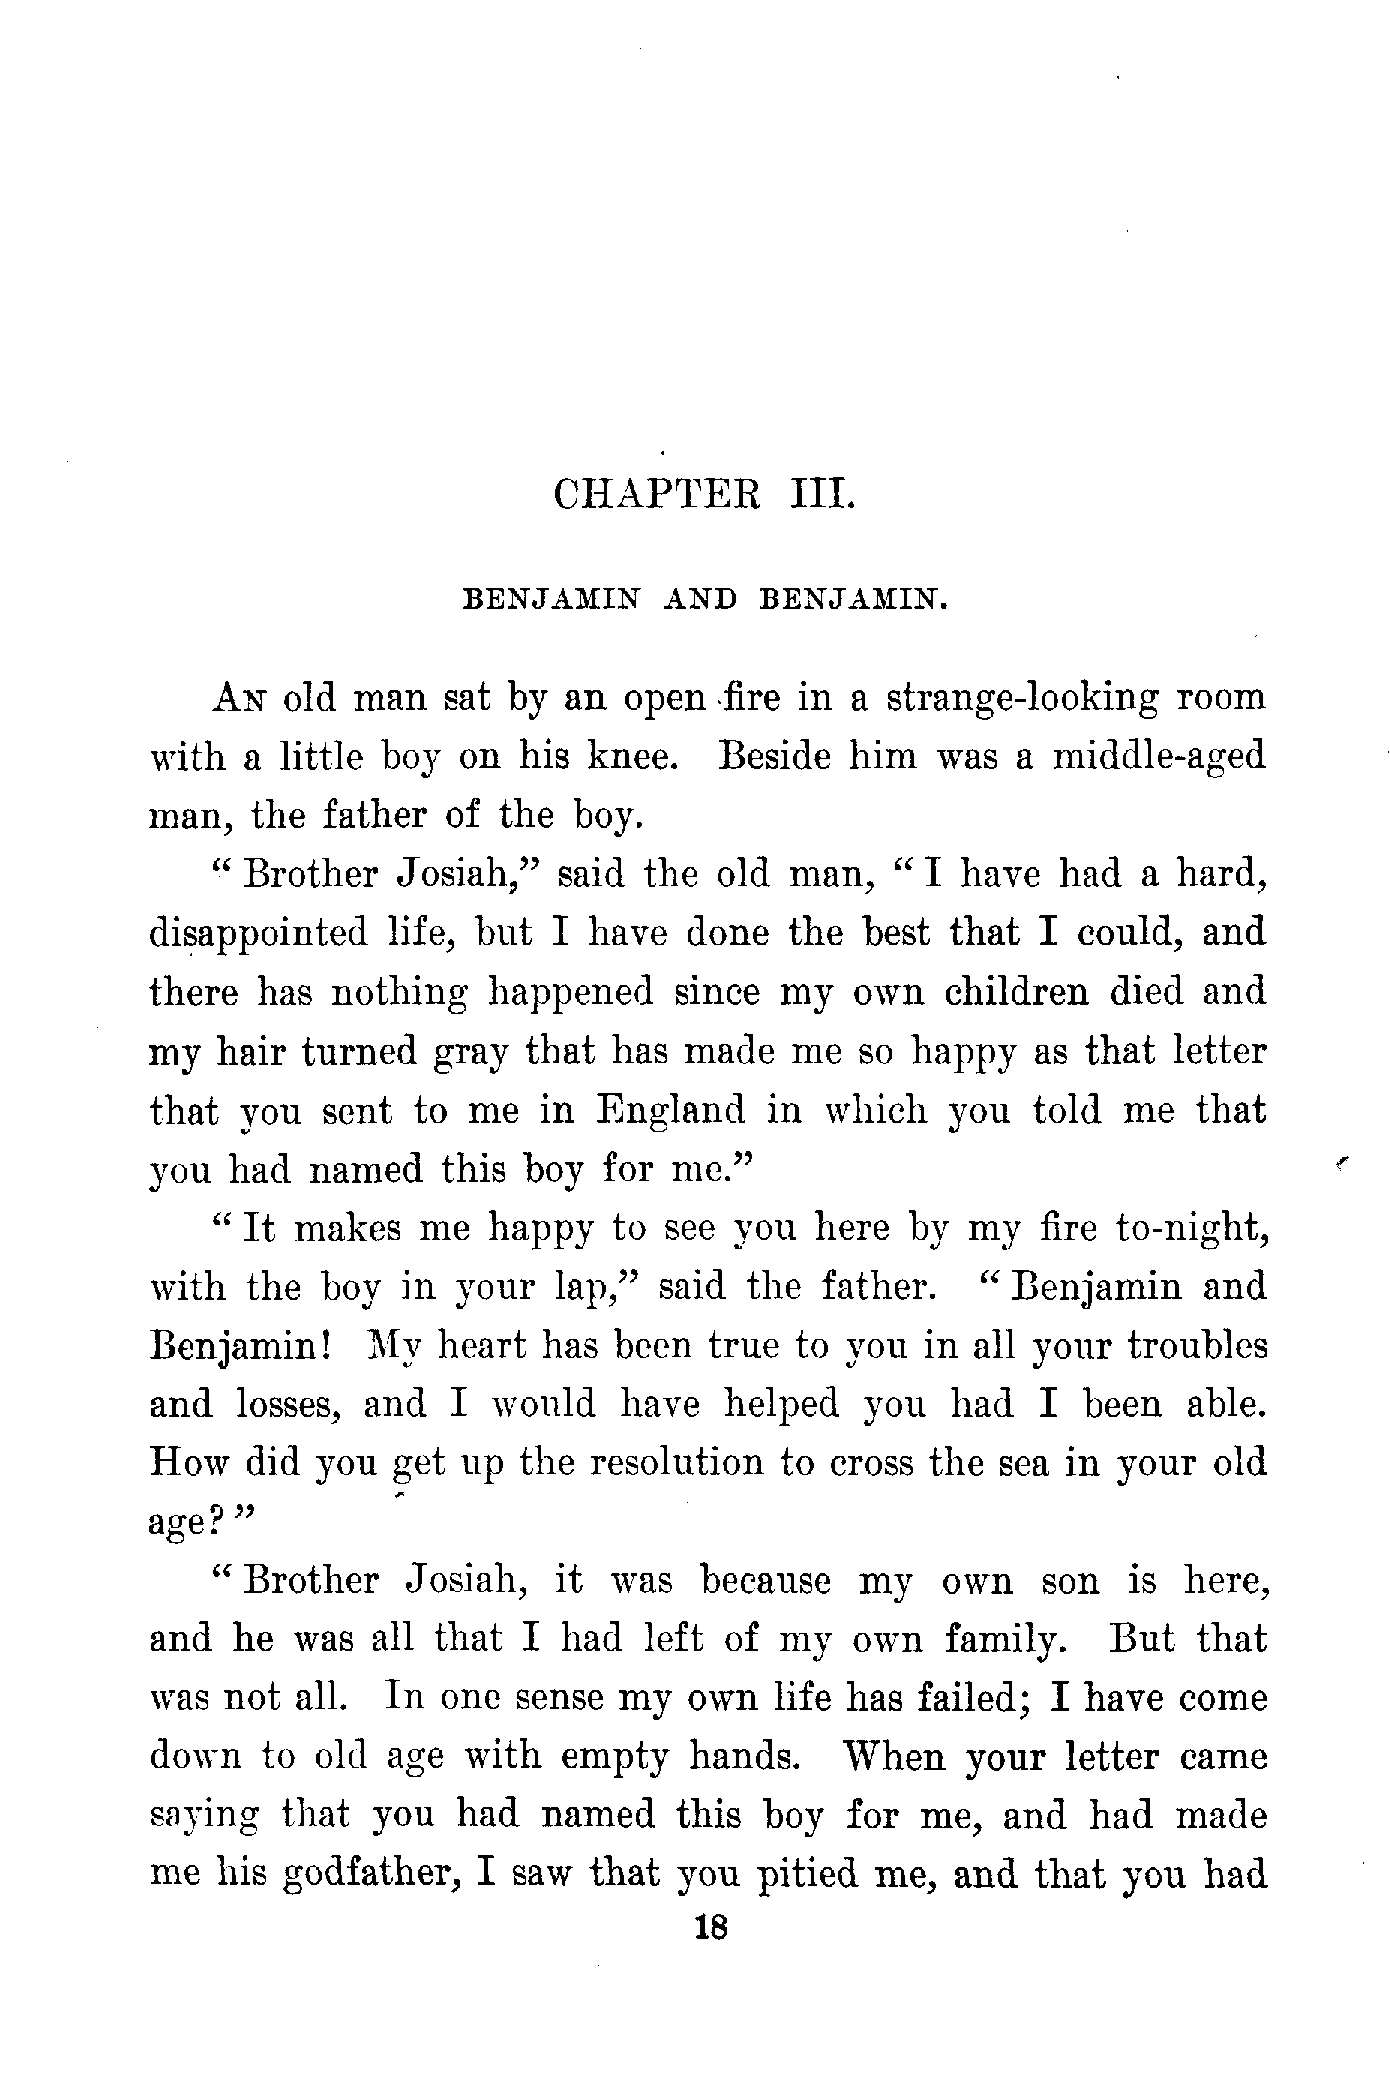 CHAPTER III.
BENJAMIN AND BENJAMIN.
AN old man sat by an open fire in a strange-looking room
with a little boy on his knee. Beside him was a middle-aged
man, the father of the boy.
“ Brother Josiah,” said the old man, “ I have had a hard,
disappointed life, but I have done the best that I could, and
there has nothing happened since my own children died and
my hair turned gray that has made me so happy as that letter
that you sent to me in England in which you told me that
you had named this boy for me.”
“ It makes me happy to see you here by my fire to-night,
with the boy in your lap,” said the father. “ Benjamin and
Benjamin! My heart has been true to you in all your troubles
and losses, and I would have helped you had I been able.
How did you get up the resolution to cross the sea in your old
age? ”
“ Brother Josiah, it was because my own son is here,
and he was all that I had left of my own family. But that
was not all. In one sense my own life has failed; I have come
down to old age with empty hands. When your letter came
saying that you had named this boy for me, and had made
me his godfather, I saw that you pitied me, and that you had
18